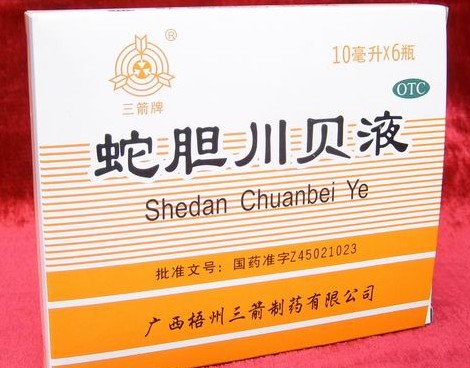 ®
三箭牌
10毫升X6瓶
OTC
蛇胆川贝液
Shedan Chuanbei Ye
批准文号：国药准字Z45021023
广西梧州三箭制药有限公司